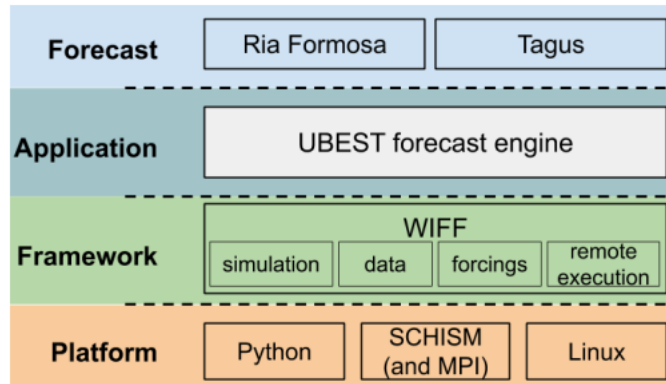 Forecast
Ria Formosa
Tagus
Application
UBEST forecast engine
Framework
WIFF
simulation
data
forcings
remote
execution
Platform
Python
SCHISM
(and MPI)
Linux